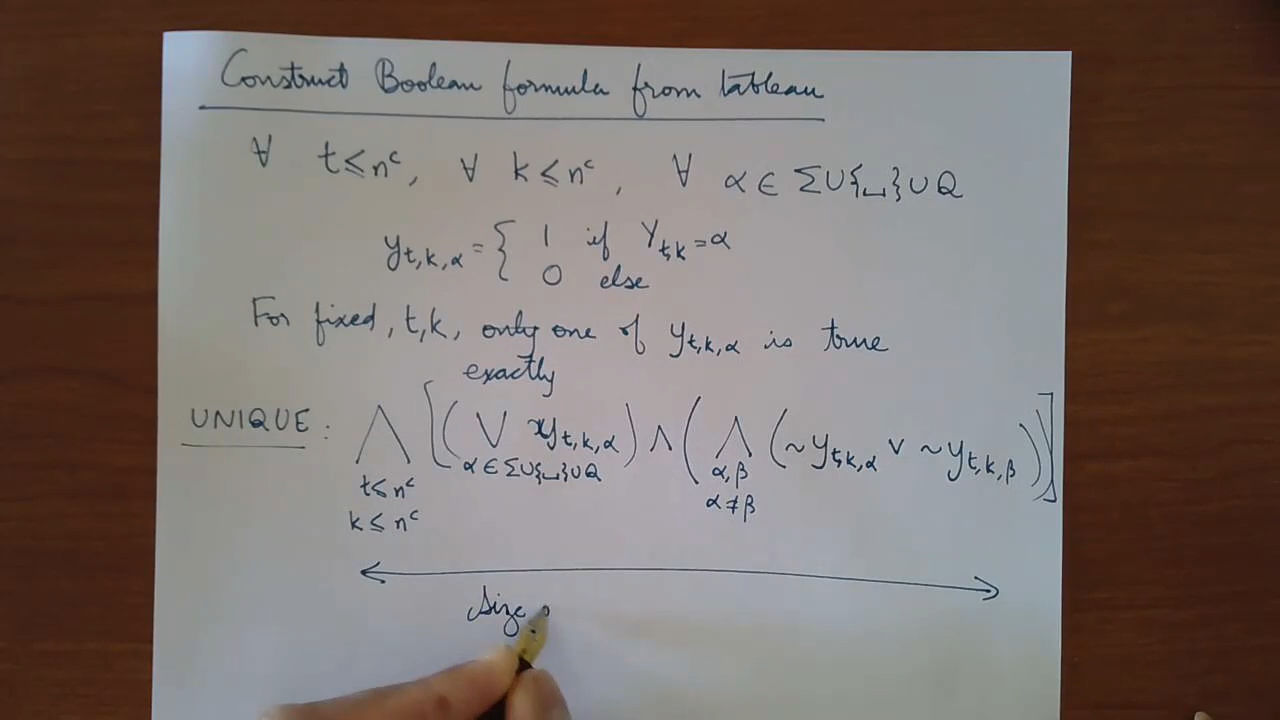 Construct Boolean formula from tableau
∀ t≤n^c, ∀ k≤n^c, ∀ α∈ Σ∪{␣}∪Q
y_{t,k,α} = { 1 if Y_{t,k}=α
0 else
For fixed, t,k, only one of y_{t,k,α} is true
exactly
UNIQUE: ⋀ [(⋁ y_{t,k,α}) ∧ (⋀ (~y_{t,k,α} ∨ ~y_{t,k,β}))]
t≤n^c α∈Σ∪{␣}∪Q α,β
k≤n^c α≠β
Size